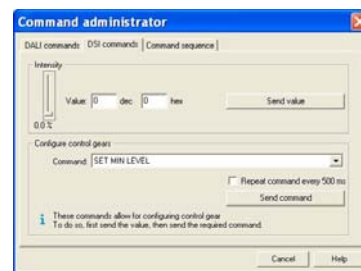 Command administrator
DALI commands DSI commands Command sequence
Intensity
Value: 0 dec 0 hex Send value
0.0 %
Configure control gears
Command: SET MIN LEVEL
Repeat command every 500 ms
Send command
i These commands allow for configuring control gear
To do so, first send the value, then send the required command.
Cancel Help